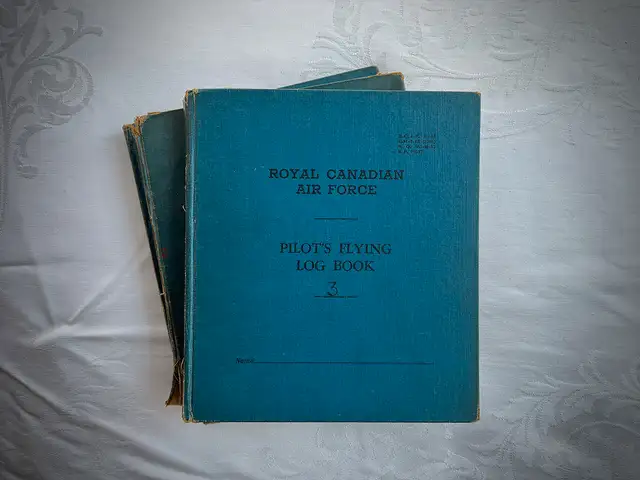 ROYAL CANADIAN
AIR FORCE
PILOT'S FLYING
LOG BOOK
3